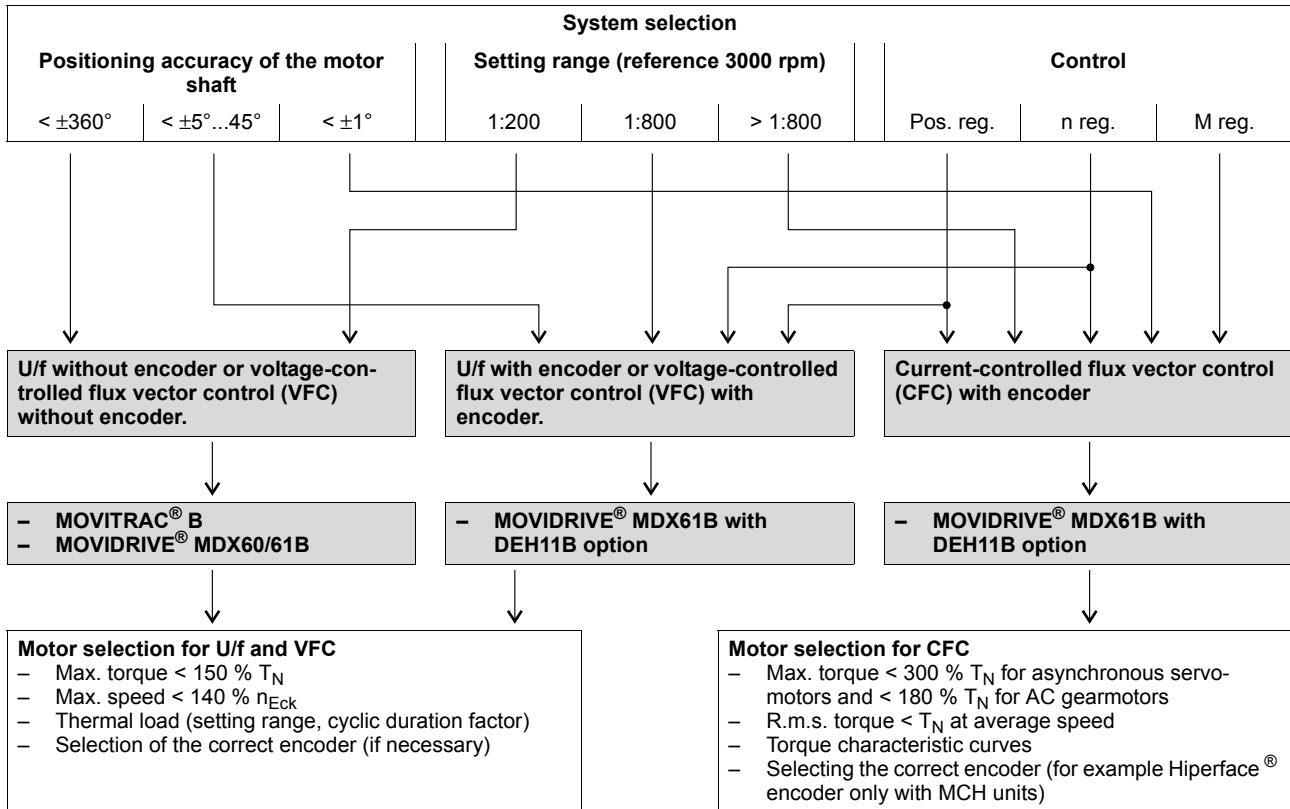 System selection
Positioning accuracy of the motor
shaft
< ±360°
< ±5°...45°
< ±1°
Setting range (reference 3000 rpm)
1:200
1:800
> 1:800
Control
Pos. reg.
n reg.
M reg.
U/f without encoder or voltage-con-
trolled flux vector control (VFC)
without encoder.
U/f with encoder or voltage-controlled
flux vector control (VFC) with
encoder.
Current-controlled flux vector control
(CFC) with encoder
– MOVITRAC® B
– MOVIDRIVE® MDX60/61B
– MOVIDRIVE® MDX61B with
DEH11B option
– MOVIDRIVE® MDX61B with
DEH11B option
Motor selection for U/f and VFC
– Max. torque < 150 % TN
– Max. speed < 140 % nEck
– Thermal load (setting range, cyclic duration factor)
– Selection of the correct encoder (if necessary)
Motor selection for CFC
– Max. torque < 300 % TN for asynchronous servo-
motors and < 180 % TN for AC gearmotors
– R.m.s. torque < TN at average speed
– Torque characteristic curves
– Selecting the correct encoder (for example Hiperface ®
encoder only with MCH units)